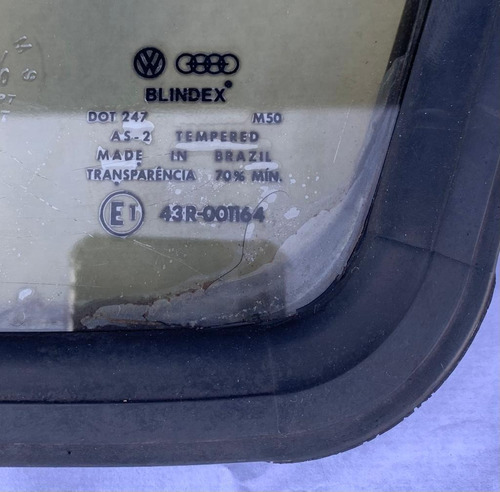 BLINDEX
DOT 247 M50
AS-2 TEMPERED
MADE IN BRAZIL
TRANSPARÊNCIA 70% MÍN.
E1 43R-001164